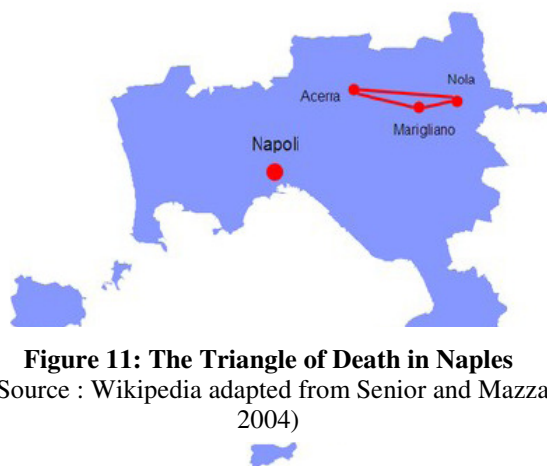 Nola
Acerra
Marigliano
Napoli
Figure 11: The Triangle of Death in Naples
Source : Wikipedia adapted from Senior and Mazza
2004)